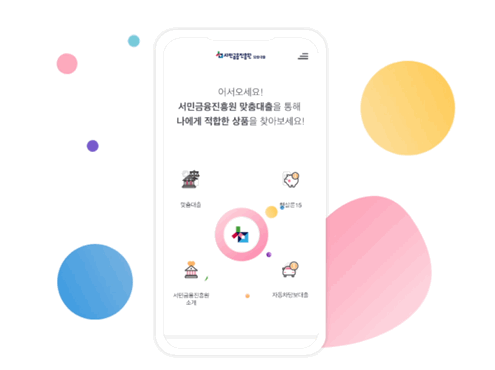 서민금융진흥원 맞춤대출
어서오세요!
서민금융진흥원 맞춤대출을 통해
나에게 적합한 상품을 찾아보세요!
맞춤대출
햇살론15
서민금융진흥원
소개
자동차담보대출